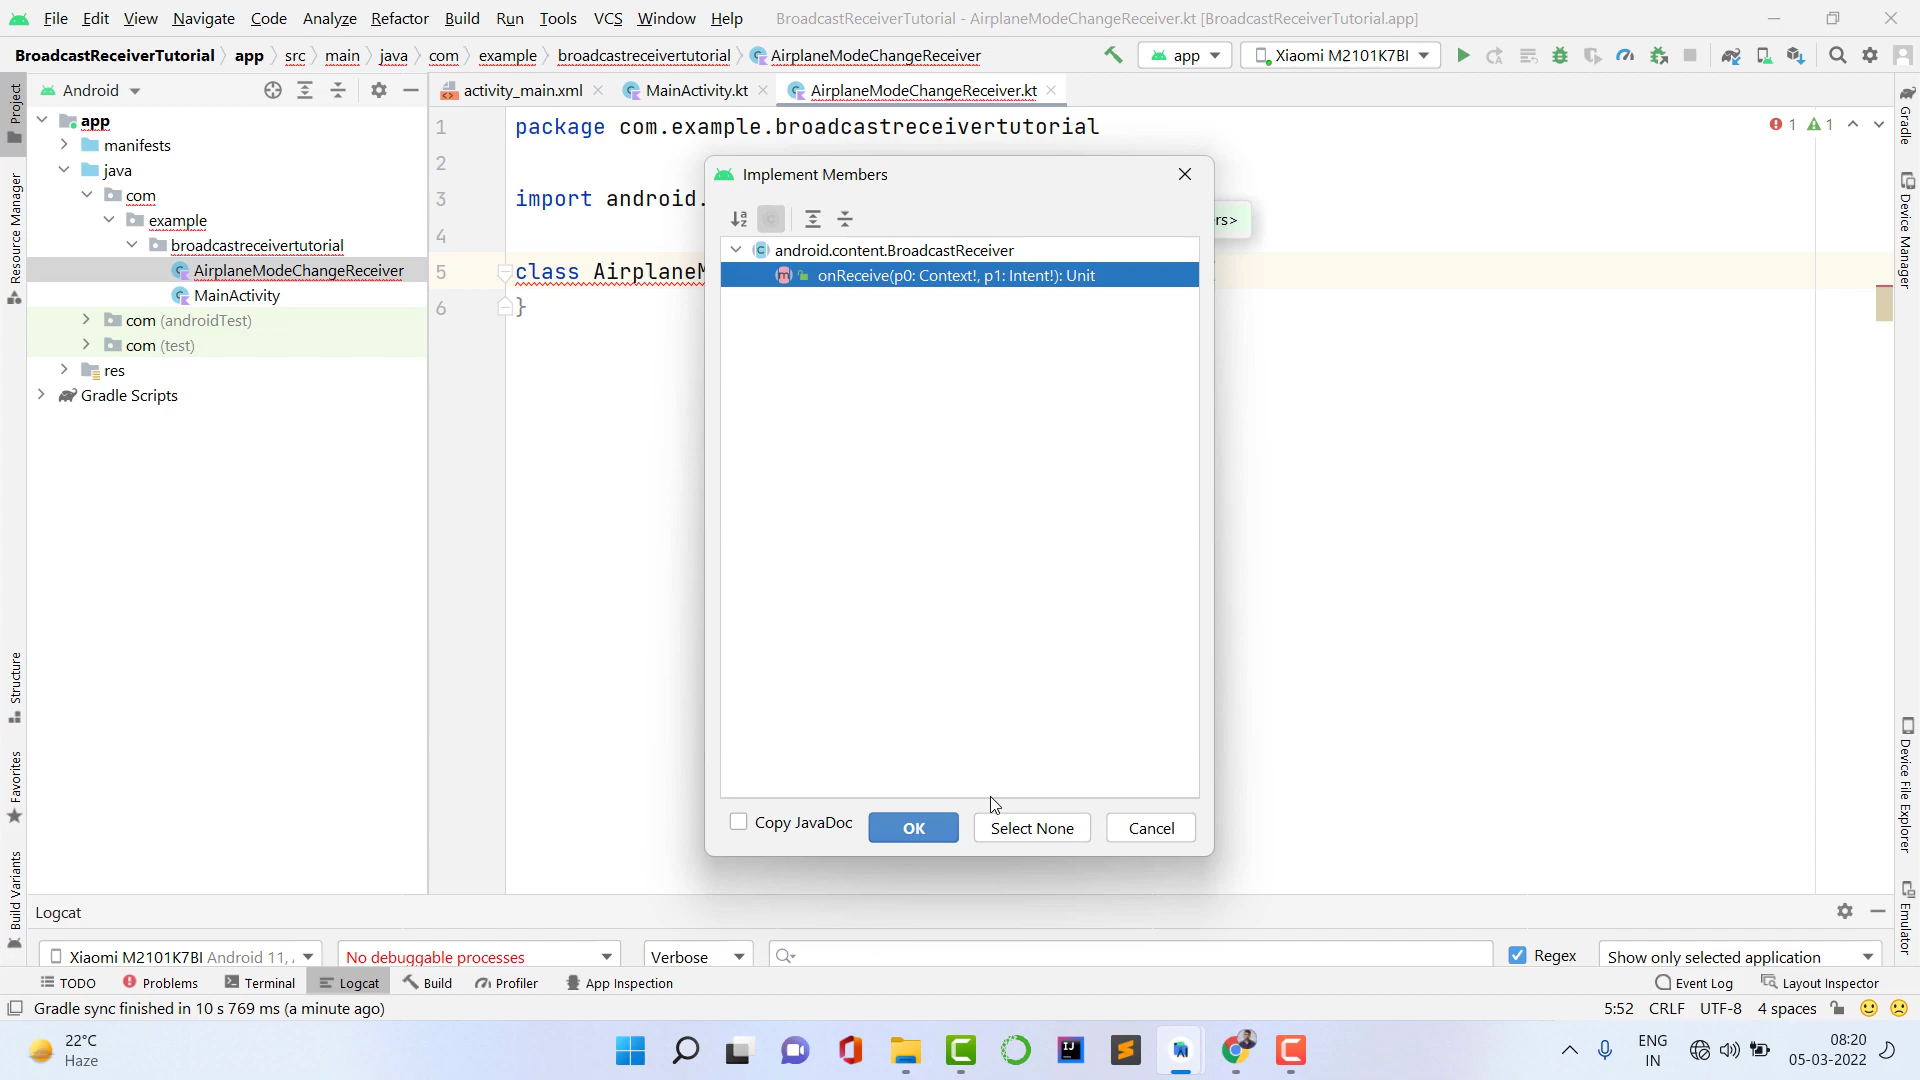 File Edit View Navigate Code Analyze Refactor Build Run Tools VCS Window Help BroadcastReceiverTutorial - AirplaneModeChangeReceiver.kt [BroadcastReceiverTutorial.app]
BroadcastReceiverTutorial app src main java com example broadcastreceivertutorial AirplaneModeChangeReceiver app Xiaomi M2101K7BI
Android activity_main.xml MainActivity.kt AirplaneModeChangeReceiver.kt
Project
Resource Manager
Structure
Favorites
Build Variants
app
manifests
java
com
example
broadcastreceivertutorial
AirplaneModeChangeReceiver
MainActivity
com (androidTest)
com (test)
res
Gradle Scripts
1 package com.example.broadcastreceivertutorial
2
3 import android.
4
5 class AirplaneM
6 }
1 1
rs>
Implement Members
android.content.BroadcastReceiver
onReceive(p0: Context!, p1: Intent!): Unit
Copy JavaDoc OK Select None Cancel
Gradle
Device Manager
Device File Explorer
Emulator
Logcat
Xiaomi M2101K7BI Android 11, No debuggable processes Verbose Regex Show only selected application
TODO Problems Terminal Logcat Build Profiler App Inspection Event Log Layout Inspector
Gradle sync finished in 10 s 769 ms (a minute ago) 5:52 CRLF UTF-8 4 spaces
22°C
Haze
ENG
IN
08:20
05-03-2022